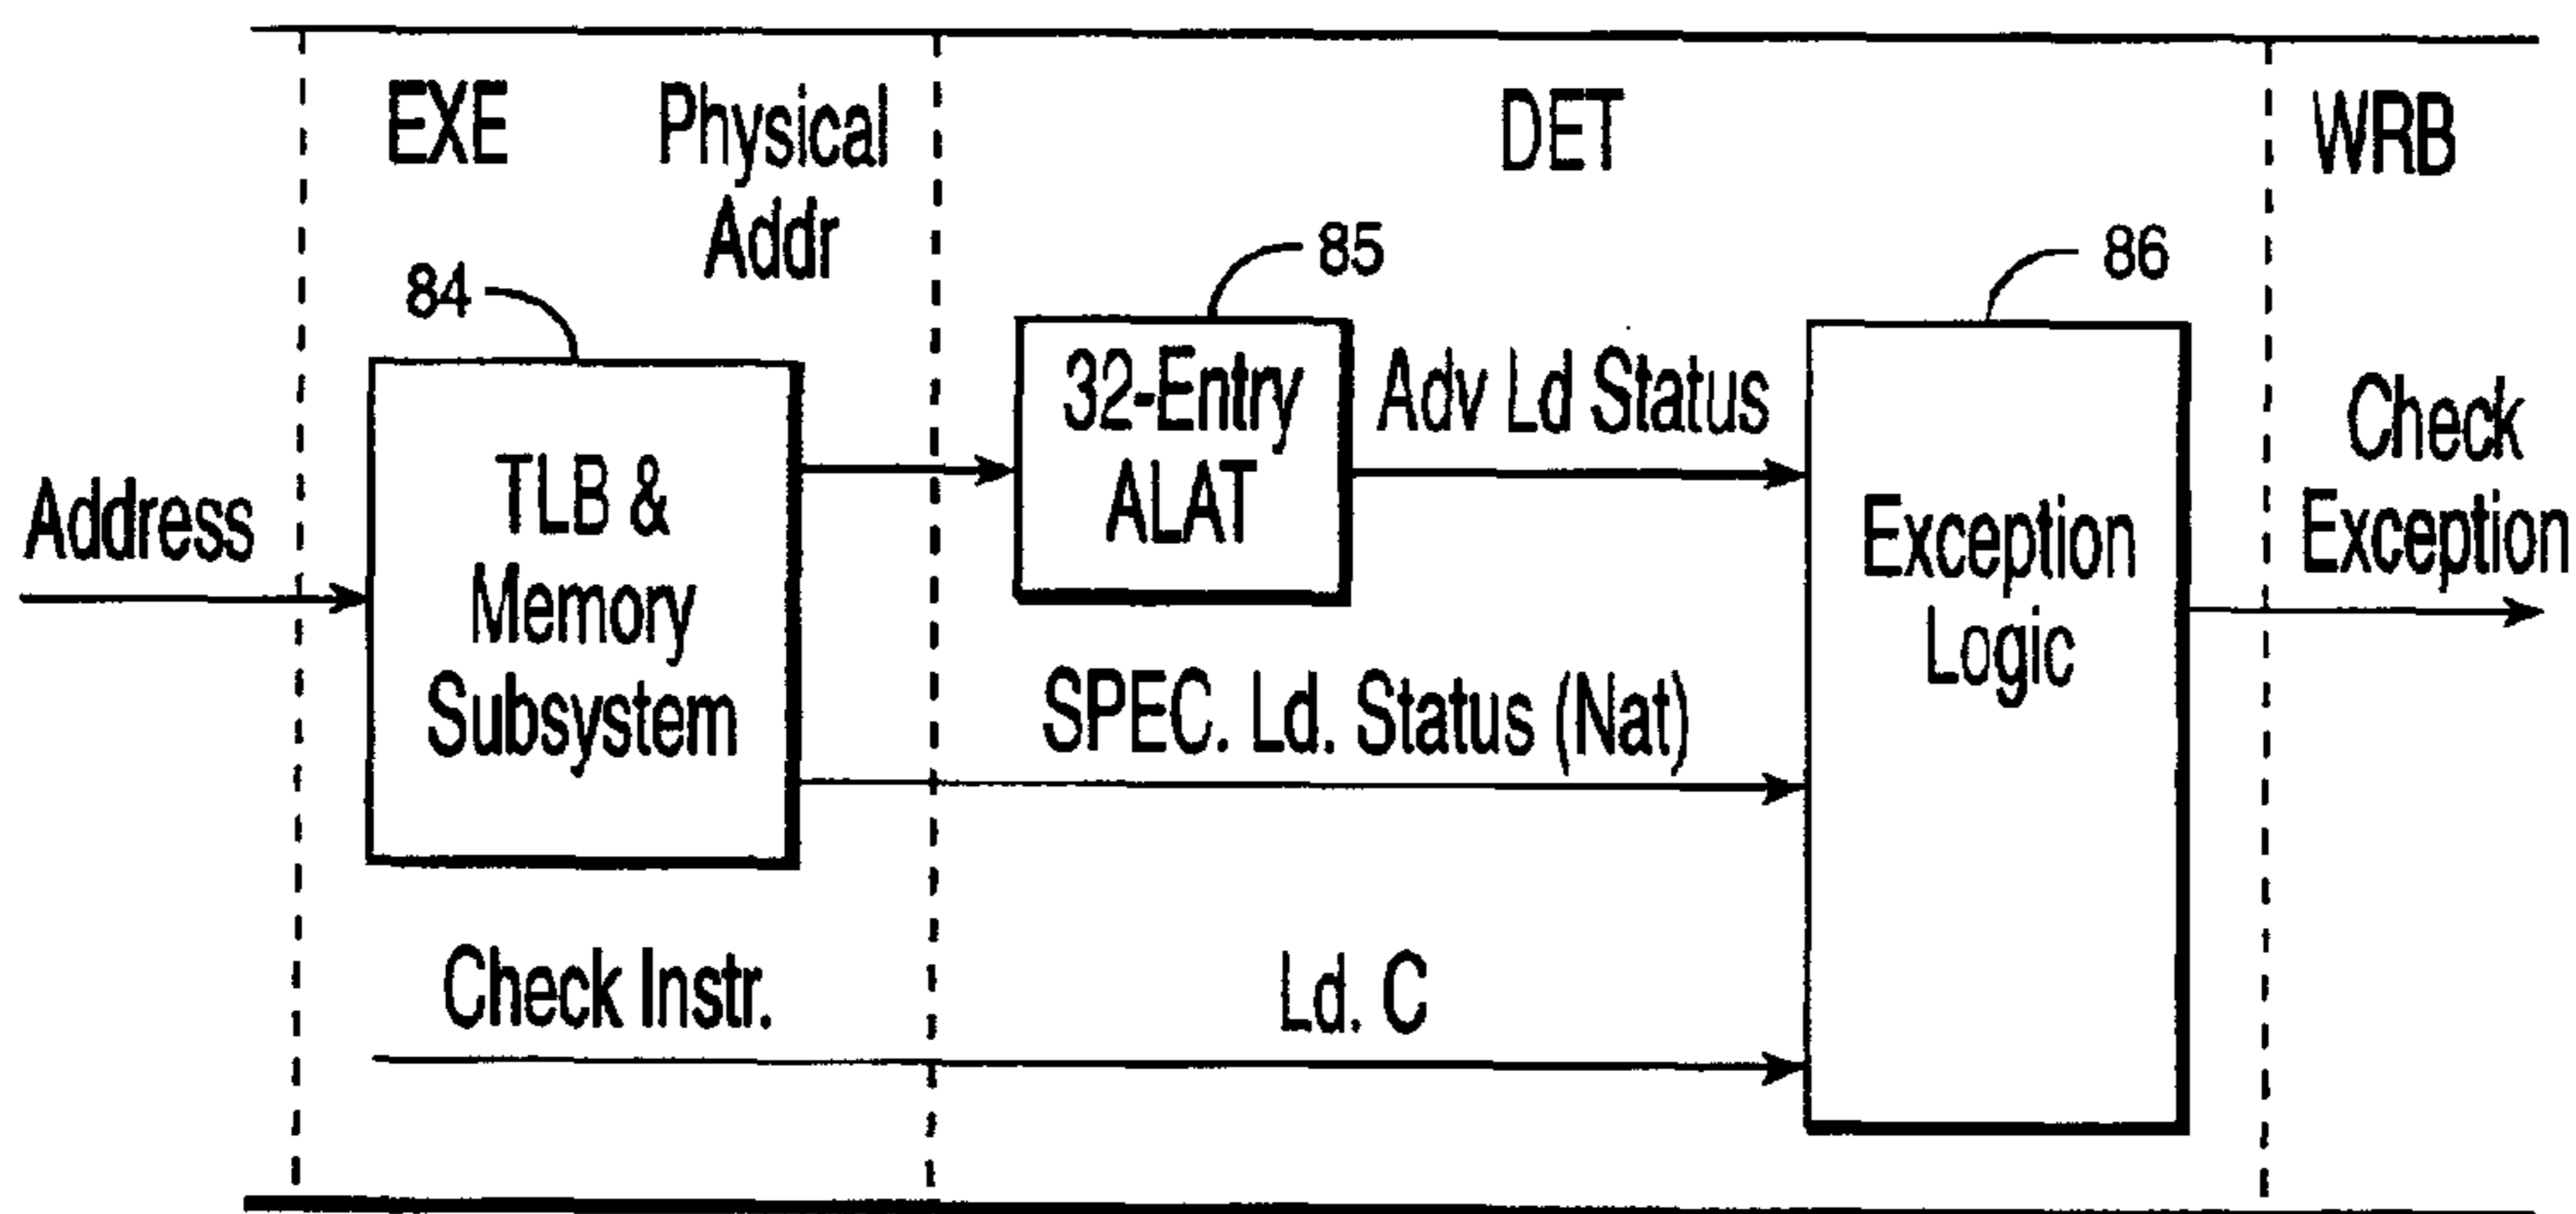 EXE
Physical
Addr
DET
WRB
84
85
86
Address
TLB &
Memory
Subsystem
32-Entry
ALAT
Adv Ld Status
SPEC. Ld. Status (Nat)
Exception
Logic
Check
Exception
Check Instr.
Ld. C